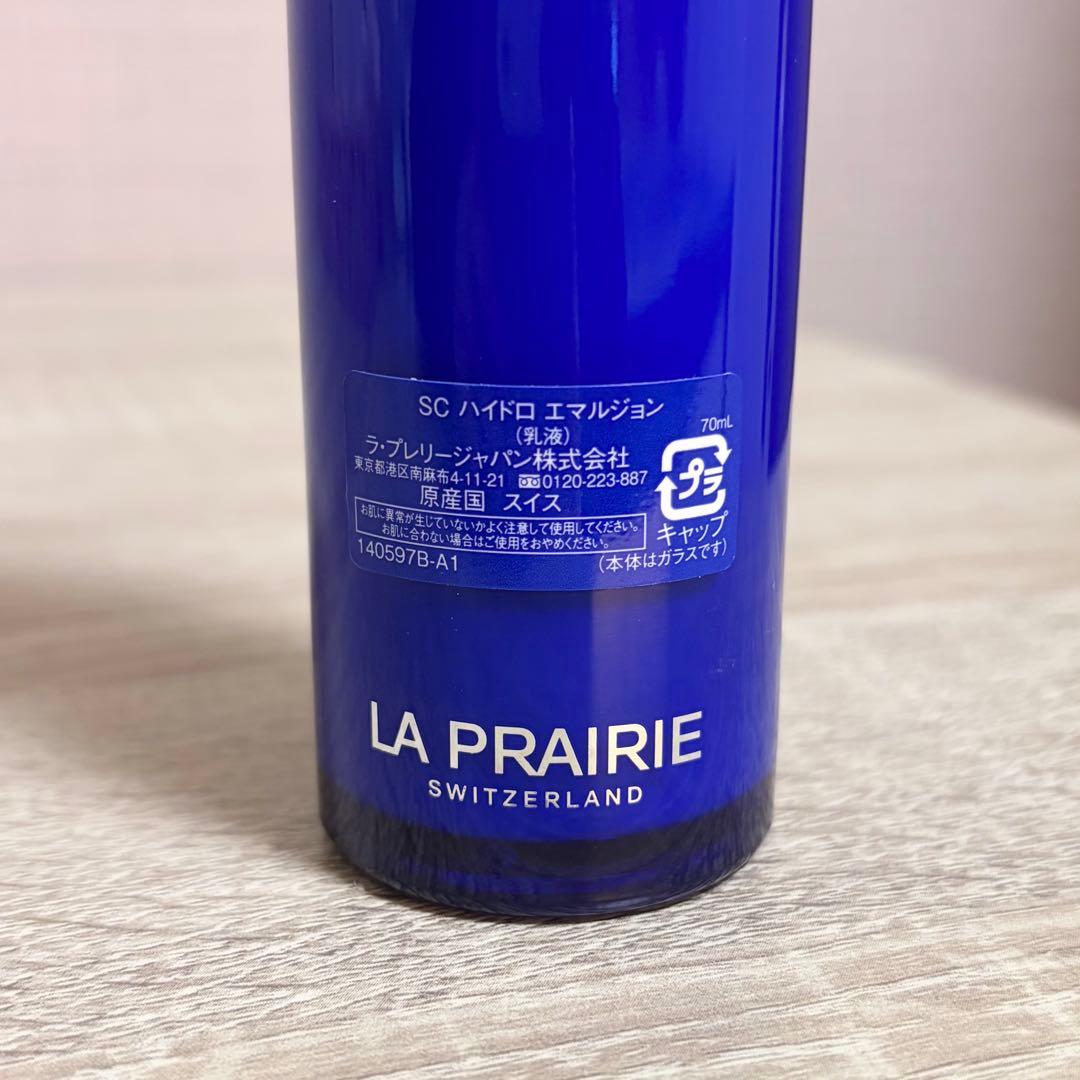 SC ハイドロ エマルジョン
(乳液)
70mL
ラ・プレリージャパン株式会社
東京都港区南麻布4-11-21 0120-223-887
原産国 スイス
プラ
キャップ
(本体はガラスです)
お肌に異常が生じていないかよく注意して使用してください。
お肌に合わない場合はご使用をおやめください。
140597B-A1
LA PRAIRIE
SWITZERLAND